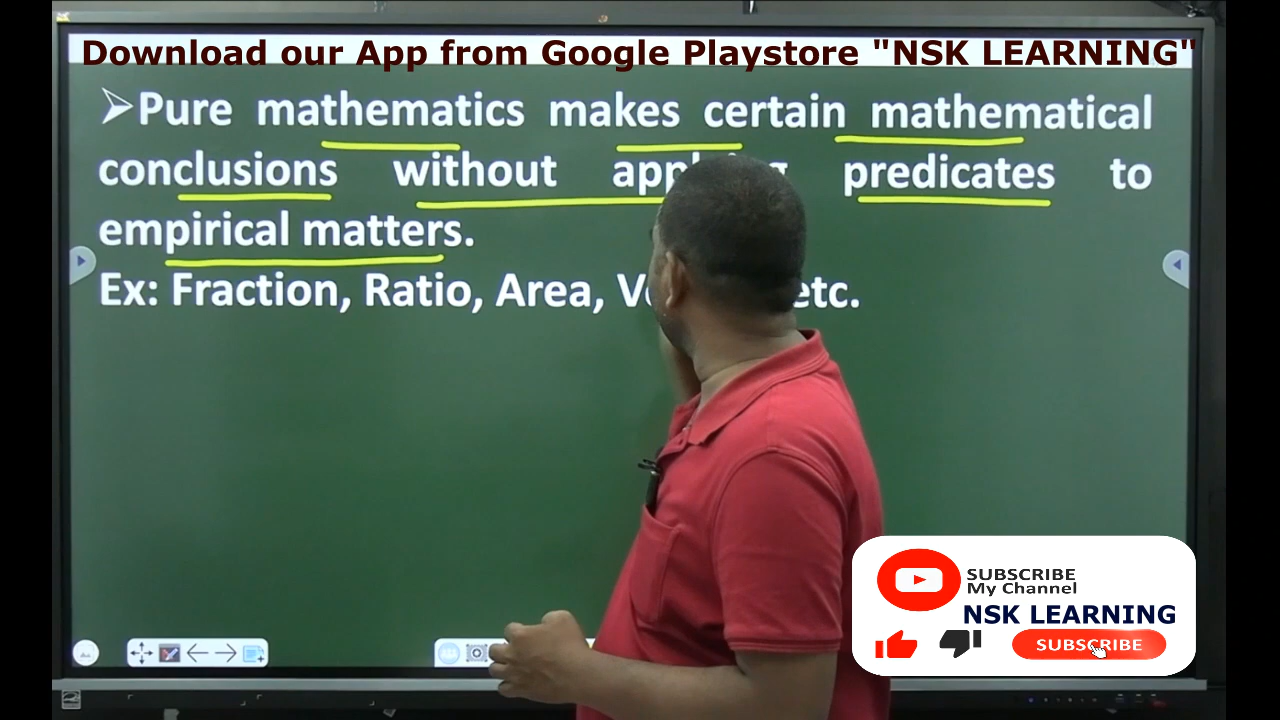 Download our App from Google Playstore "NSK LEARNING"
➢Pure mathematics makes certain mathematical
conclusions without predicates to
empirical matters.
Ex: Fraction, Ratio, Area, etc.
SUBSCRIBE
My Channel
NSK LEARNING
SUBSCRIBE